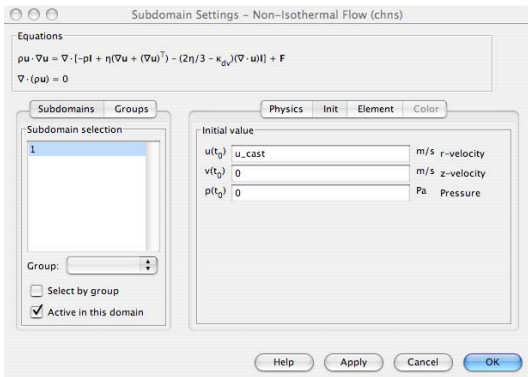 Subdomain Settings – Non-Isothermal Flow (chns)
Equations
ρu·∇u = ∇·[-pI + η(∇u + (∇u)ᵀ) – (2η/3 – κ_dv)(∇·u)I] + F
∇·(ρu) = 0
Subdomains Groups
Subdomain selection
1
Group:
Select by group
Active in this domain
Physics Init Element Color
Initial value
u(t₀) u_cast m/s r-velocity
v(t₀) 0 m/s z-velocity
p(t₀) 0 Pa Pressure
Help Apply Cancel OK